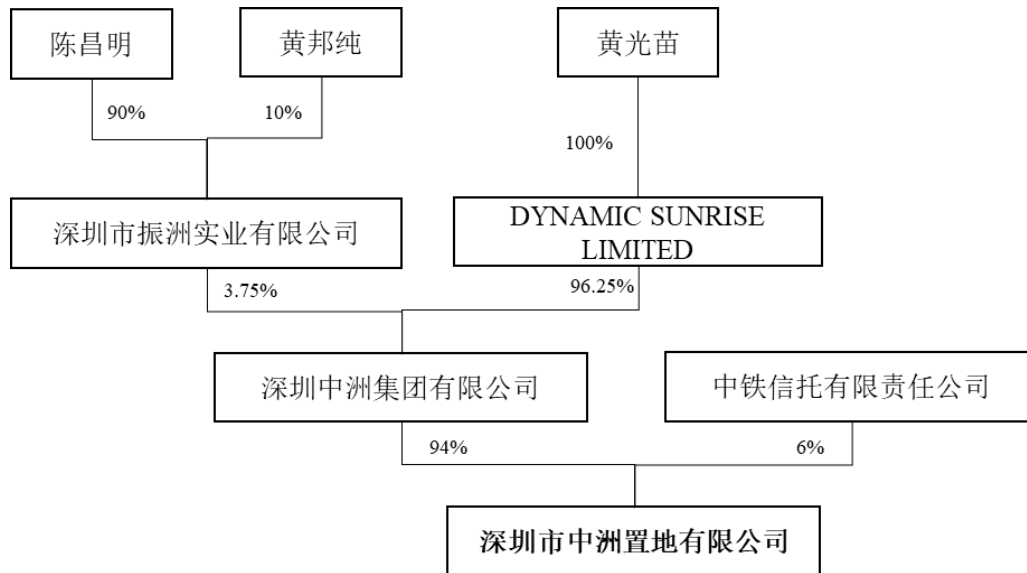 陈昌明
黄邦纯
黄光苗
90%
10%
100%
深圳市振洲实业有限公司
DYNAMIC SUNRISE
LIMITED
3.75%
96.25%
深圳中洲集团有限公司
中铁信托有限责任公司
94%
6%
深圳市中洲置地有限公司